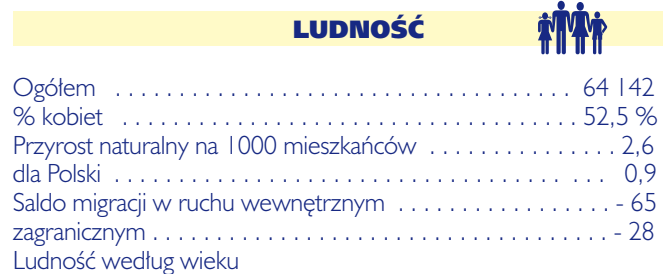 LUDNOŚĆ
Ogółem . . . . . . . . . . . . . . . . . . . . . . . . . . . . . . . . . . . 64 142
% kobiet . . . . . . . . . . . . . . . . . . . . . . . . . . . . . . . . . . . 52,5 %
Przyrost naturalny na 1000 mieszkańców . . . . . . . . . . . . . . . 2,6
dla Polski . . . . . . . . . . . . . . . . . . . . . . . . . . . . . . . . . . . . . . 0,9
Saldo migracji w ruchu wewnętrznym . . . . . . . . . . . . . . . . . - 65
zagranicznym . . . . . . . . . . . . . . . . . . . . . . . . . . . . . . . . . . . - 28
Ludność według wieku